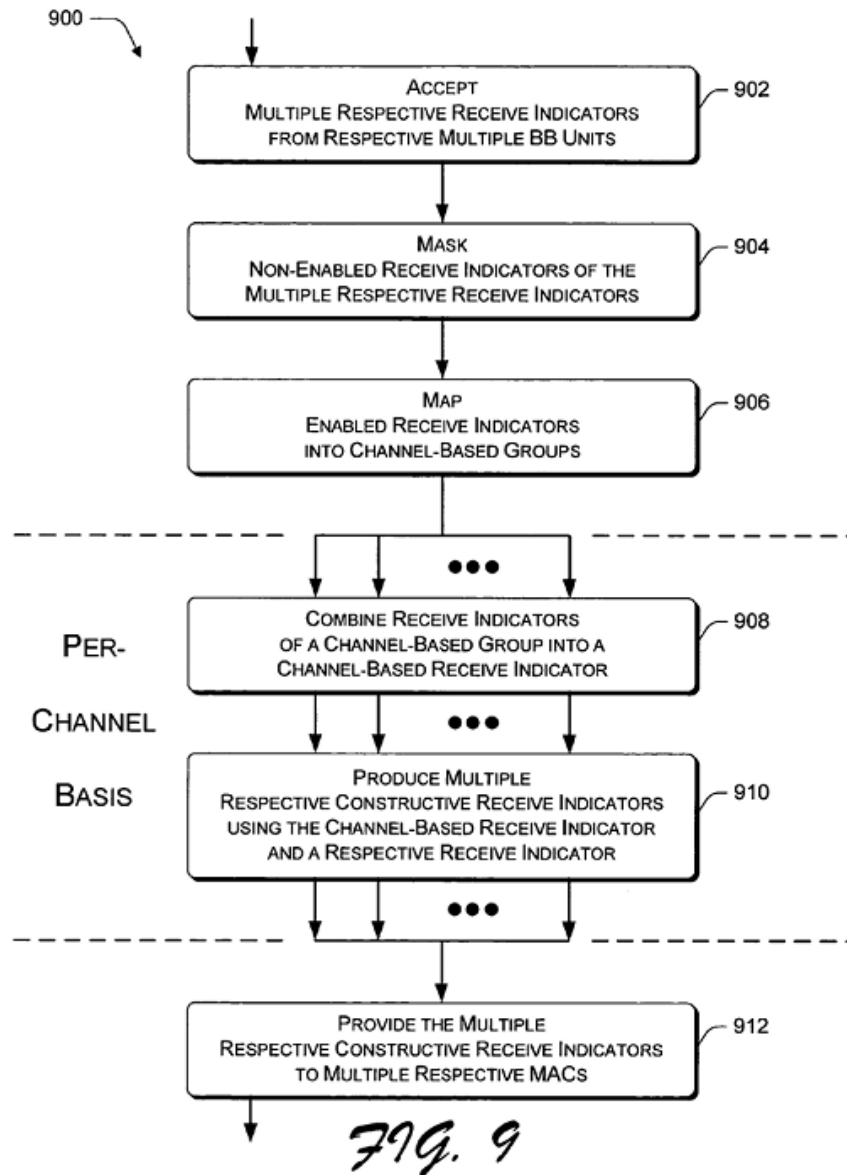 900
ACCEPT
MULTIPLE RESPECTIVE RECEIVE INDICATORS
FROM RESPECTIVE MULTIPLE BB UNITS
902
MASK
NON-ENABLED RECEIVE INDICATORS OF THE
MULTIPLE RESPECTIVE RECEIVE INDICATORS
904
MAP
ENABLED RECEIVE INDICATORS
INTO CHANNEL-BASED GROUPS
906
PER-
CHANNEL
BASIS
COMBINE RECEIVE INDICATORS
OF A CHANNEL-BASED GROUP INTO A
CHANNEL-BASED RECEIVE INDICATOR
908
PRODUCE MULTIPLE
RESPECTIVE CONSTRUCTIVE RECEIVE INDICATORS
USING THE CHANNEL-BASED RECEIVE INDICATOR
AND A RESPECTIVE RECEIVE INDICATOR
910
PROVIDE THE MULTIPLE
RESPECTIVE CONSTRUCTIVE RECEIVE INDICATORS
TO MULTIPLE RESPECTIVE MACS
912
FIG. 9